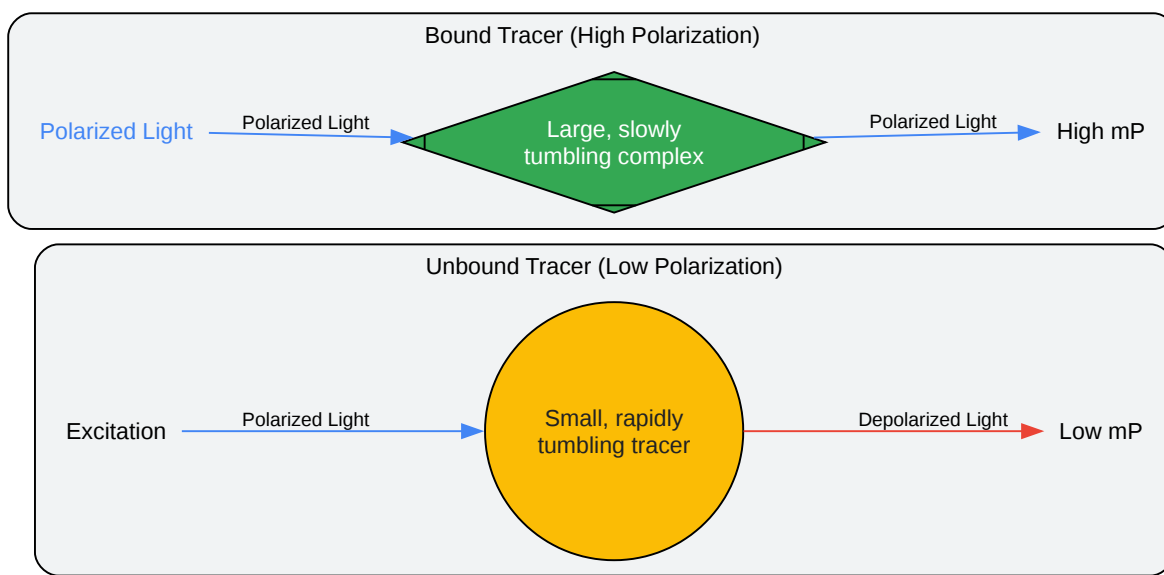 Bound Tracer (High Polarization)
Polarized Light
Polarized Light
Large, slowly
tumbling complex
Polarized Light
High mP
Unbound Tracer (Low Polarization)
Excitation
Polarized Light
Small, rapidly
tumbling tracer
Depolarized Light
Low mP